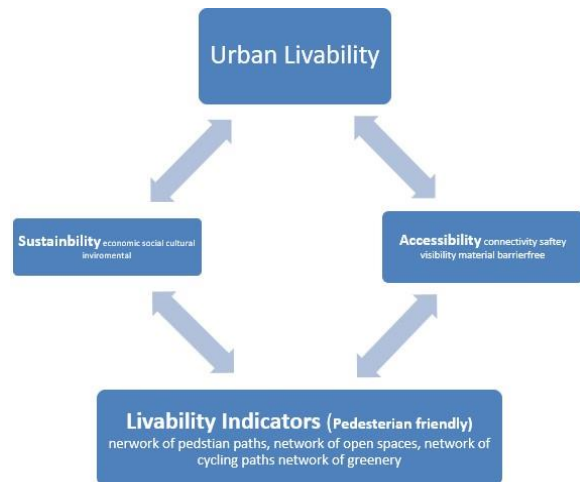 Urban Livability
Sustainbility economic social cultural
inviromental
Accessibility connectivity saftey
visibility material barrierfree
Livability Indicators (Pedesterian friendly)
nerwork of pedstian paths, network of open spaces, network of
cycling paths network of greenery